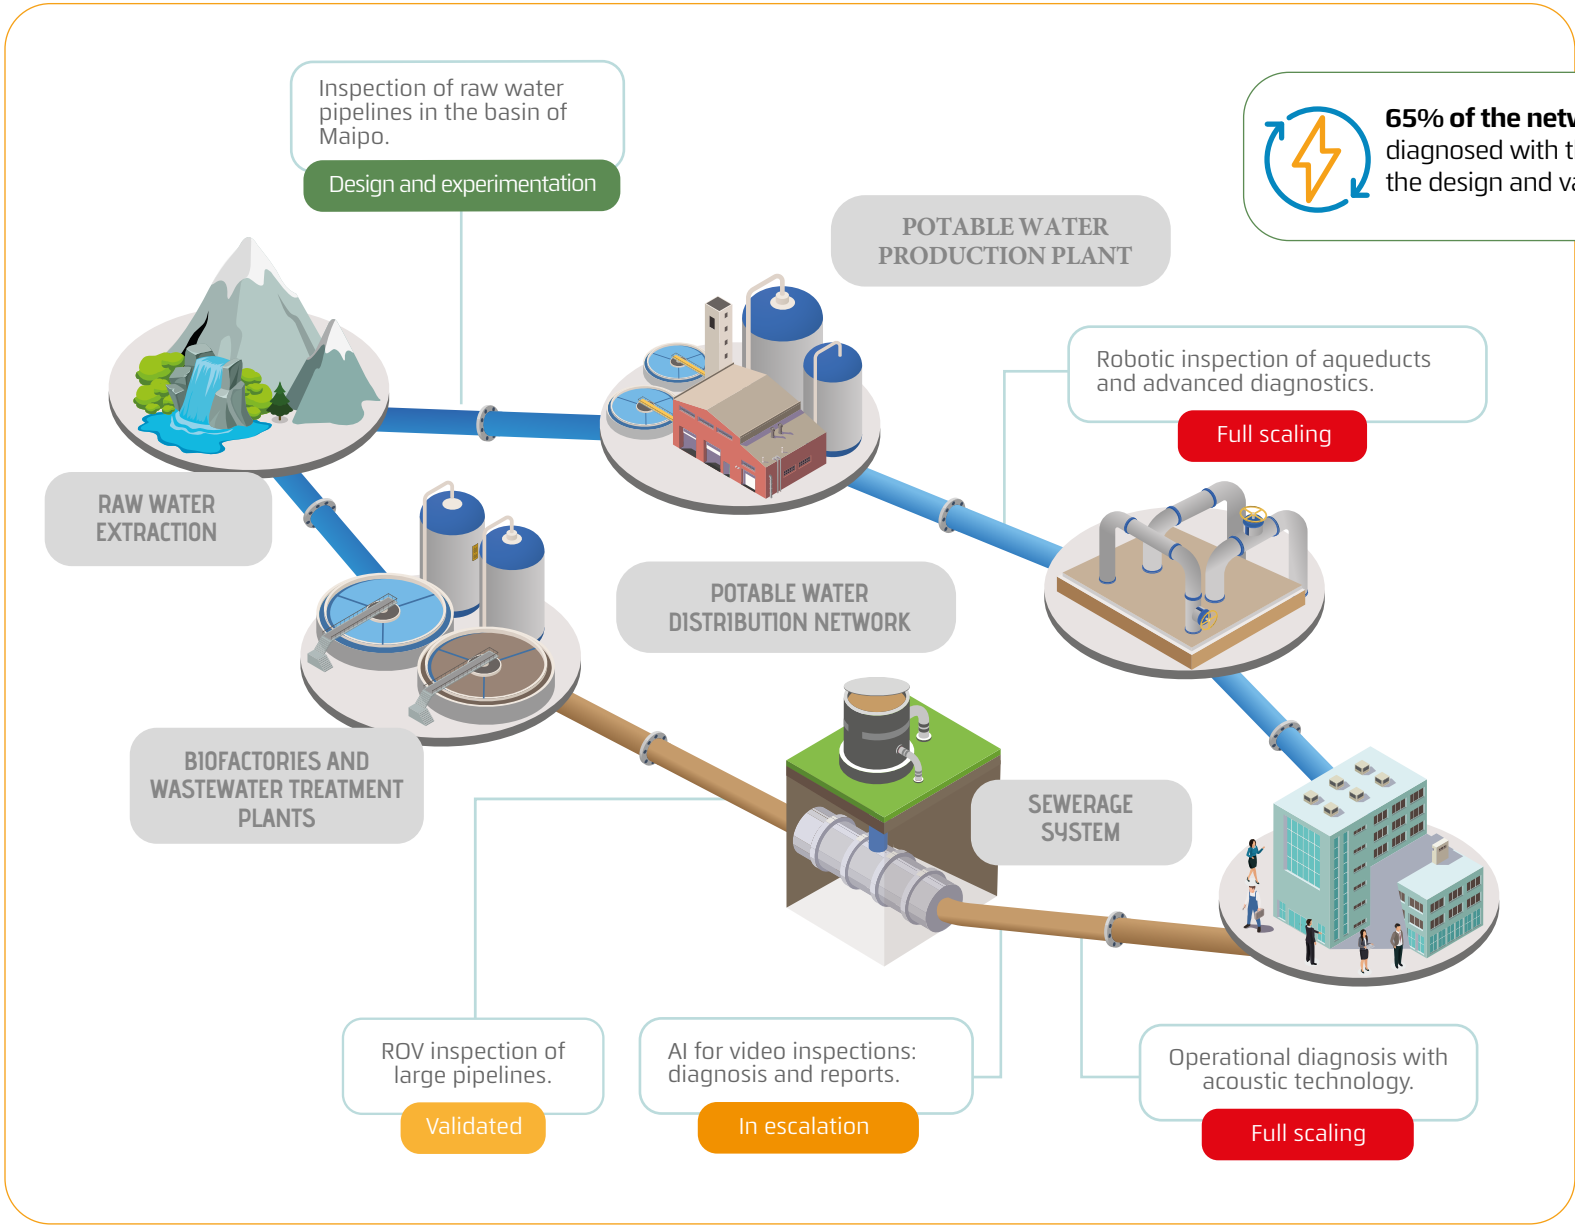 Inspection of raw water
pipelines in the basin of
Maipo.
Design and experimentation
65% of the
diagnosed with
the design and
POTABLE WATER
PRODUCTION PLANT
Robotic inspection of aqueducts
and advanced diagnostics.
Full scaling
RAW WATER
EXTRACTION
POTABLE WATER
DISTRIBUTION NETWORK
BIOFACTORIES AND
WASTEWATER TREATMENT
PLANTS
SEWERAGE
SYSTEM
ROV inspection of
large pipelines.
Validated
AI for video inspections:
diagnosis and reports.
In escalation
Operational diagnosis with
acoustic technology.
Full scaling